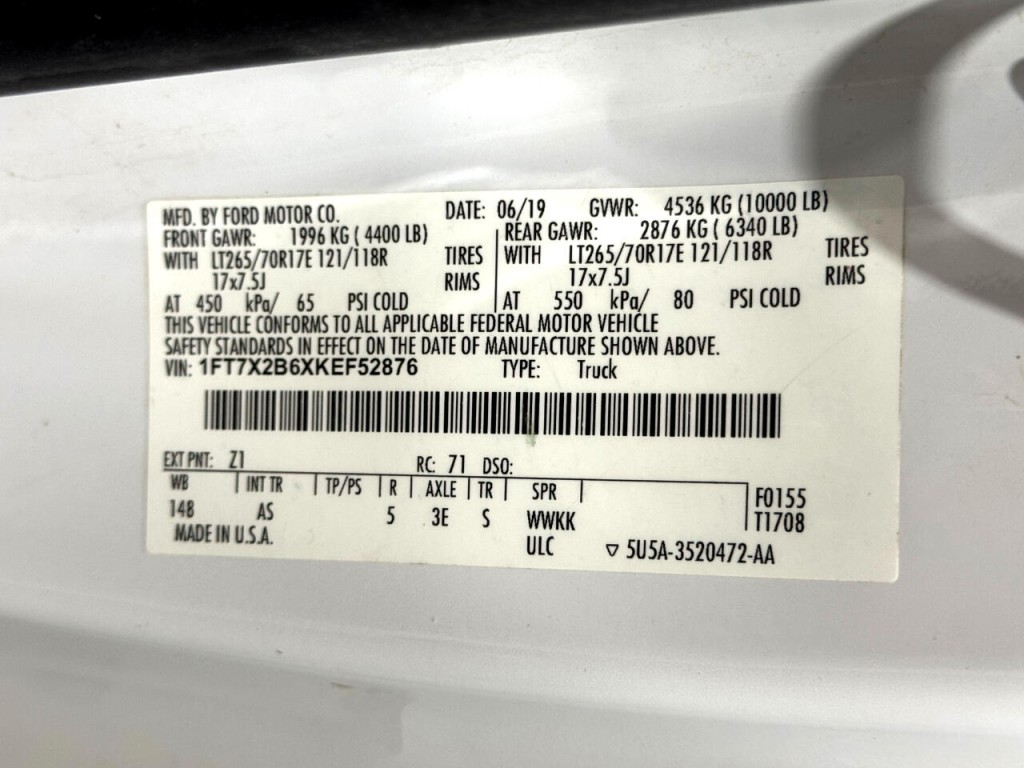 MFD. BY FORD MOTOR CO. DATE: 06/19 GVWR: 4536 KG (10000 LB)
FRONT GAWR: 1996 KG ( 4400 LB) REAR GAWR: 2876 KG ( 6340 LB)
WITH LT265/70R17E 121/118R TIRES WITH LT265/70R17E 121/118R TIRES
17x7.5J RIMS 17x7.5J RIMS
AT 450 kPa/ 65 PSI COLD AT 550 kPa/ 80 PSI COLD
THIS VEHICLE CONFORMS TO ALL APPLICABLE FEDERAL MOTOR VEHICLE
SAFETY STANDARDS IN EFFECT ON THE DATE OF MANUFACTURE SHOWN ABOVE.
VIN: 1FT7X2B6XKEF52876 TYPE: Truck
EXT PNT: Z1 RC: 71 DSO:
WB INT TR TP/PS R AXLE TR SPR F0155
148 AS 5 3E S WWKK T1708
MADE IN U.S.A. ULC ▽ 5U5A-3520472-AA